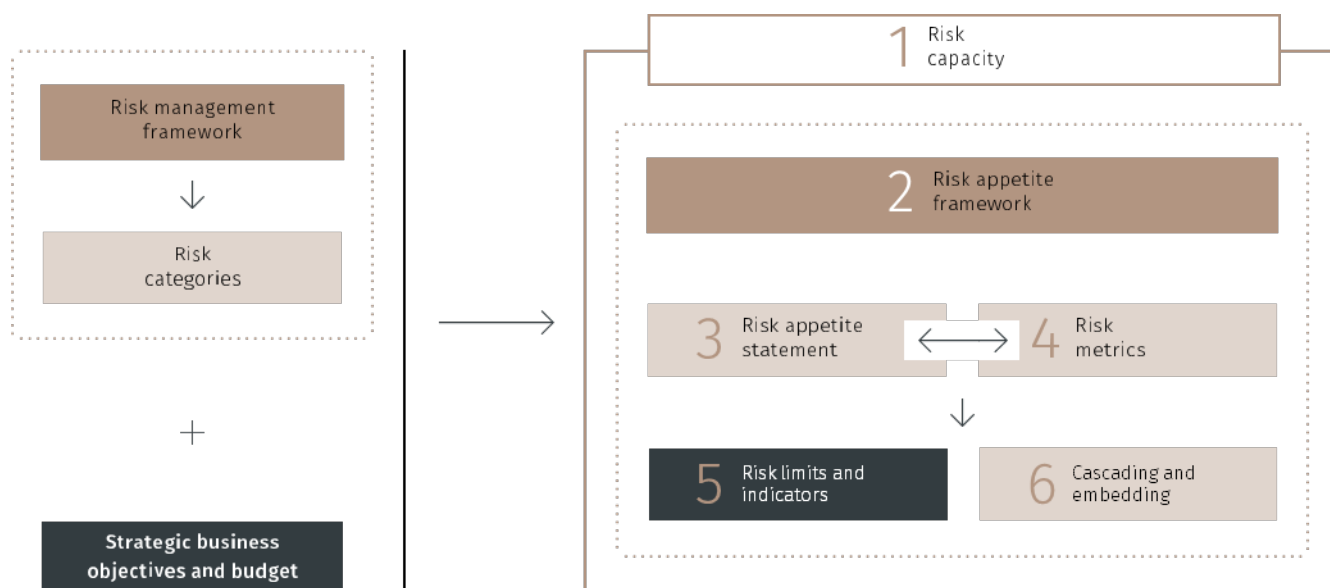 Risk management
framework
Risk
categories
+
Strategic business
objectives and budget
1 Risk
capacity
2 Risk appetite
framework
3 Risk appetite
statement
4 Risk
metrics
5 Risk limits and
indicators
6 Cascading and
embedding